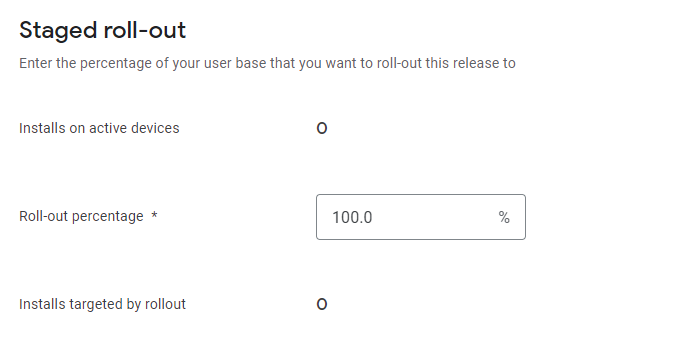 Staged roll-out
Enter the percentage of your user base that you want to roll-out this release to
Installs on active devices 0
Roll-out percentage * 100.0 %
Installs targeted by rollout 0